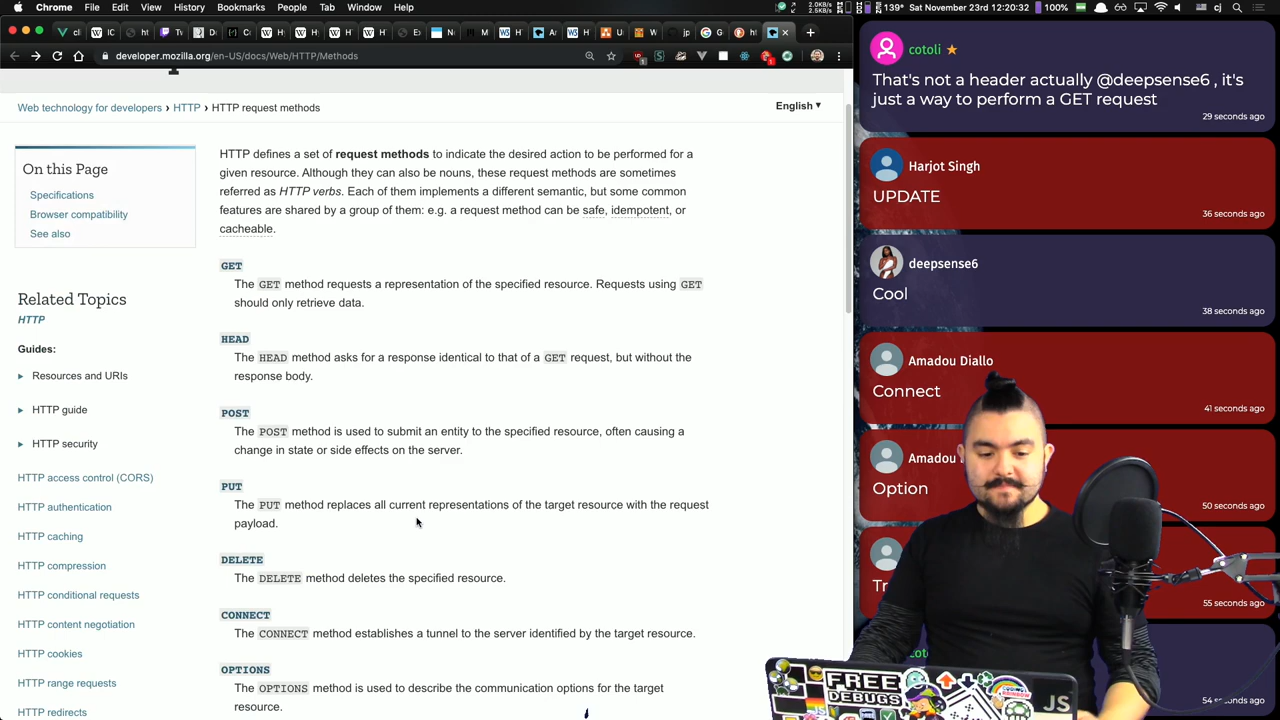 Chrome File Edit View History Bookmarks People Tab Window Help
2.0KB/s
2.5KB/s
139° Sat November 23rd 12:20:32 100% cj
developer.mozilla.org/en-US/docs/Web/HTTP/Methods
Web technology for developers › HTTP › HTTP request methods
English ▼
On this Page
Specifications
Browser compatibility
See also
Related Topics
HTTP
Guides:
Resources and URIs
HTTP guide
HTTP security
HTTP access control (CORS)
HTTP authentication
HTTP caching
HTTP compression
HTTP conditional requests
HTTP content negotiation
HTTP cookies
HTTP range requests
HTTP redirects
HTTP defines a set of request methods to indicate the desired action to be performed for a
given resource. Although they can also be nouns, these request methods are sometimes
referred as HTTP verbs. Each of them implements a different semantic, but some common
features are shared by a group of them: e.g. a request method can be safe, idempotent, or
cacheable.
GET
The GET method requests a representation of the specified resource. Requests using GET
should only retrieve data.
HEAD
The HEAD method asks for a response identical to that of a GET request, but without the
response body.
POST
The POST method is used to submit an entity to the specified resource, often causing a
change in state or side effects on the server.
PUT
The PUT method replaces all current representations of the target resource with the request
payload.
DELETE
The DELETE method deletes the specified resource.
CONNECT
The CONNECT method establishes a tunnel to the server identified by the target resource.
OPTIONS
The OPTIONS method is used to describe the communication options for the target
resource.
cotoli
That's not a header actually @deepsense6 , it's
just a way to perform a GET request
29 seconds ago
Harjot Singh
UPDATE
36 seconds ago
deepsense6
Cool
38 seconds ago
Amadou Diallo
Connect
41 seconds ago
Amadou
Option
50 seconds ago
Tr
55 seconds ago
coto
54 seconds ago
FREE
DEBUGS
JS